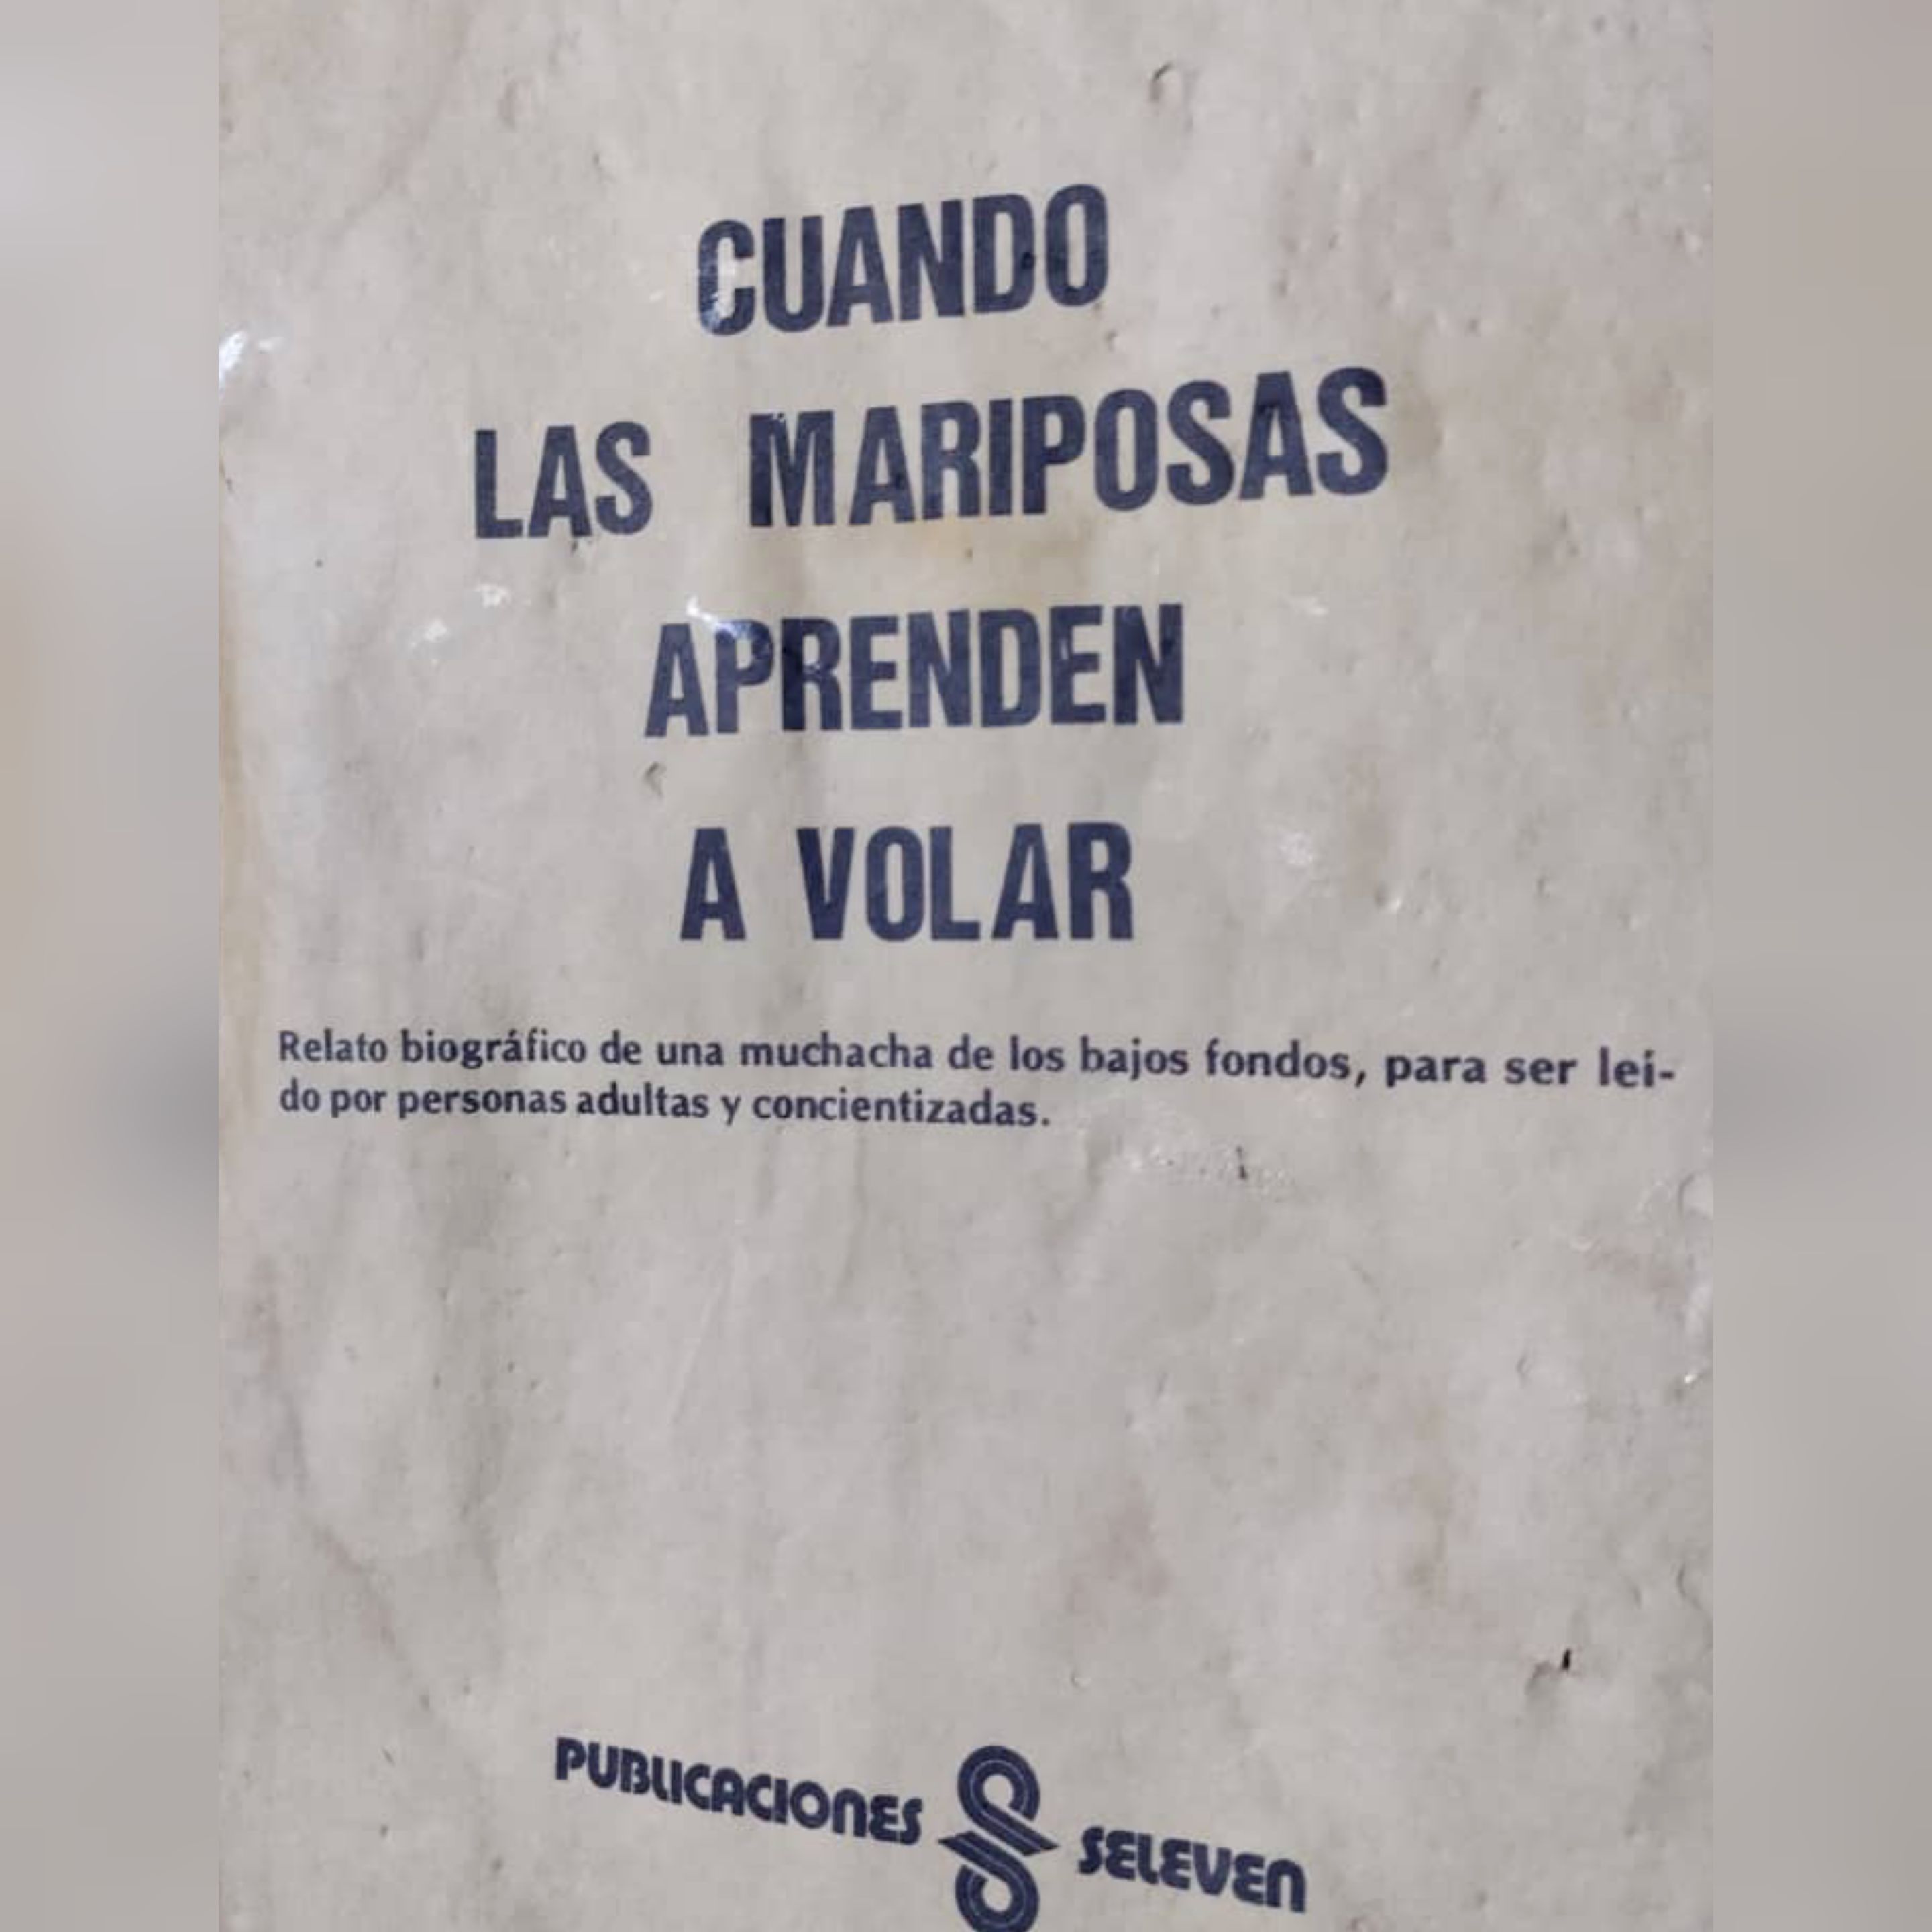 CUANDO
LAS MARIPOSAS
APRENDEN
A VOLAR
Relato biográfico de una muchacha de los bajos fondos, para ser lei-
do por personas adultas y concientizadas.
PUBLICACIONES SELEVEN